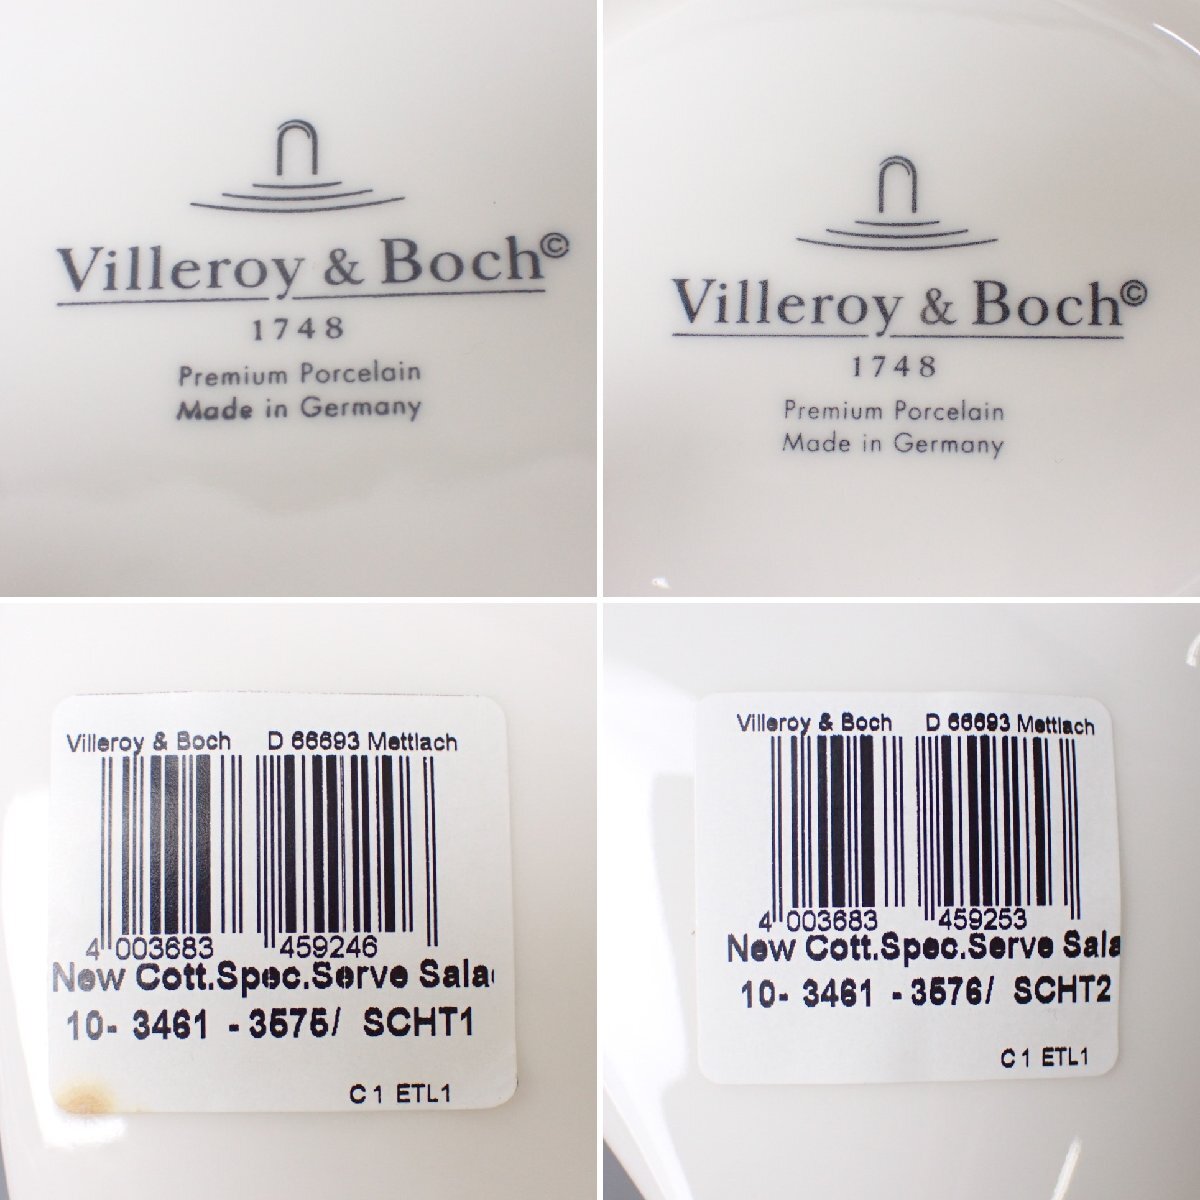 Villeroy & Boch©
1748
Premium Porcelain
Made in Germany
Villeroy & Boch©
1748
Premium Porcelain
Made in Germany
Villeroy & Boch D 66693 Mettlach
4 003683 459246
New Cott.Spec.Serve Sala
10- 3461 - 3575/ SCHT1
C 1 ETL1
Villeroy & Boch D 66693 Mettlach
4 003683 459253
New Cott.Spec.Serve Sala
10- 3461 - 3576/ SCHT2
C 1 ETL1